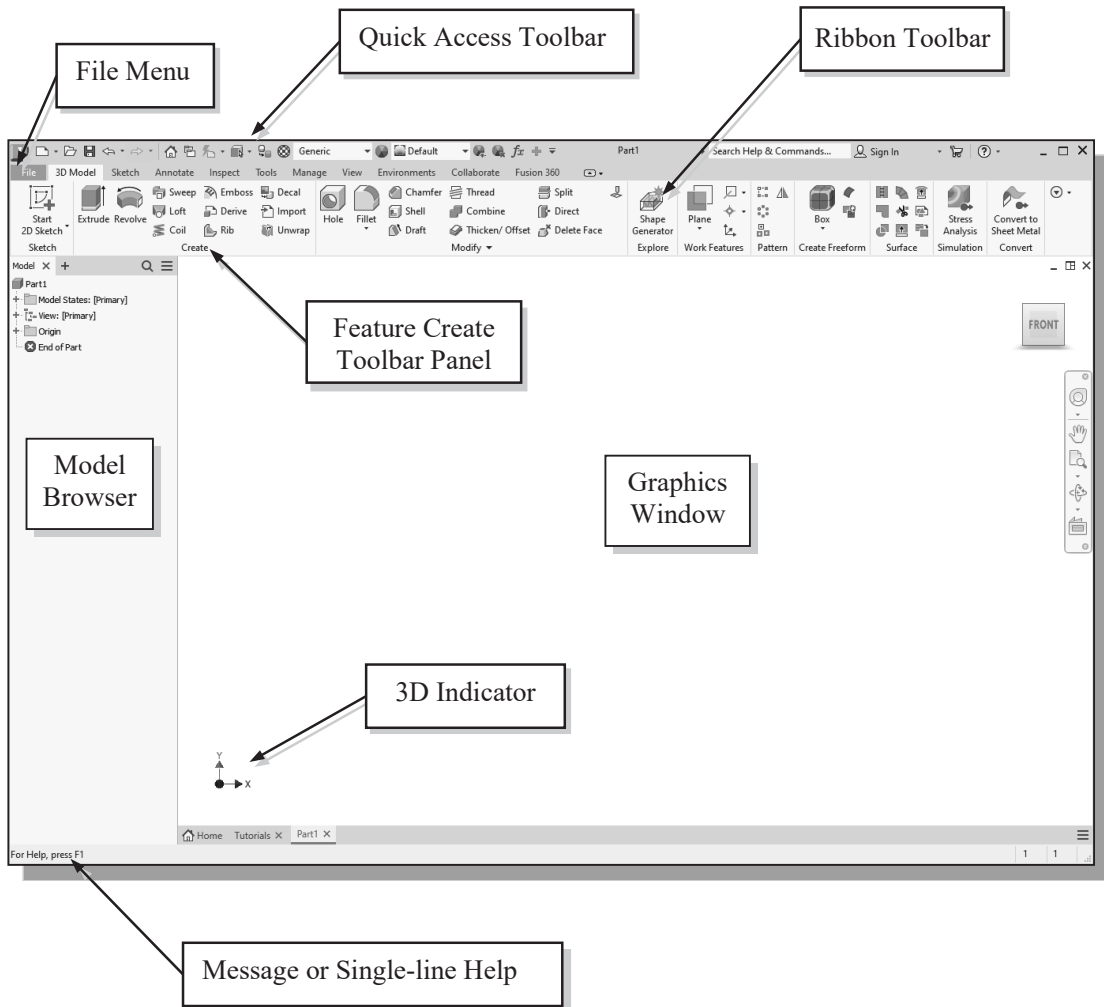 Quick Access Toolbar
Ribbon Toolbar
File Menu
Generic Default fx Part1 Search Help & Commands... Sign In
File 3D Model Sketch Annotate Inspect Tools Manage View Environments Collaborate Fusion 360
Sweep Emboss Decal Chamfer Thread Split
Start 2D Sketch Extrude Revolve Loft Derive Import Hole Fillet Shell Combine Direct Shape Generator Plane Box Stress Analysis Convert to Sheet Metal
Coil Rib Unwrap Draft Thicken/ Offset Delete Face
Sketch Create Modify Explore Work Features Pattern Create Freeform Surface Simulation Convert
Model
Part1
Model States: [Primary]
View: [Primary]
Origin
End of Part
FRONT
Feature Create
Toolbar Panel
Model
Browser
Graphics
Window
3D Indicator
Y
X
Home Tutorials Part1
For Help, press F1 1 1
Message or Single-line Help